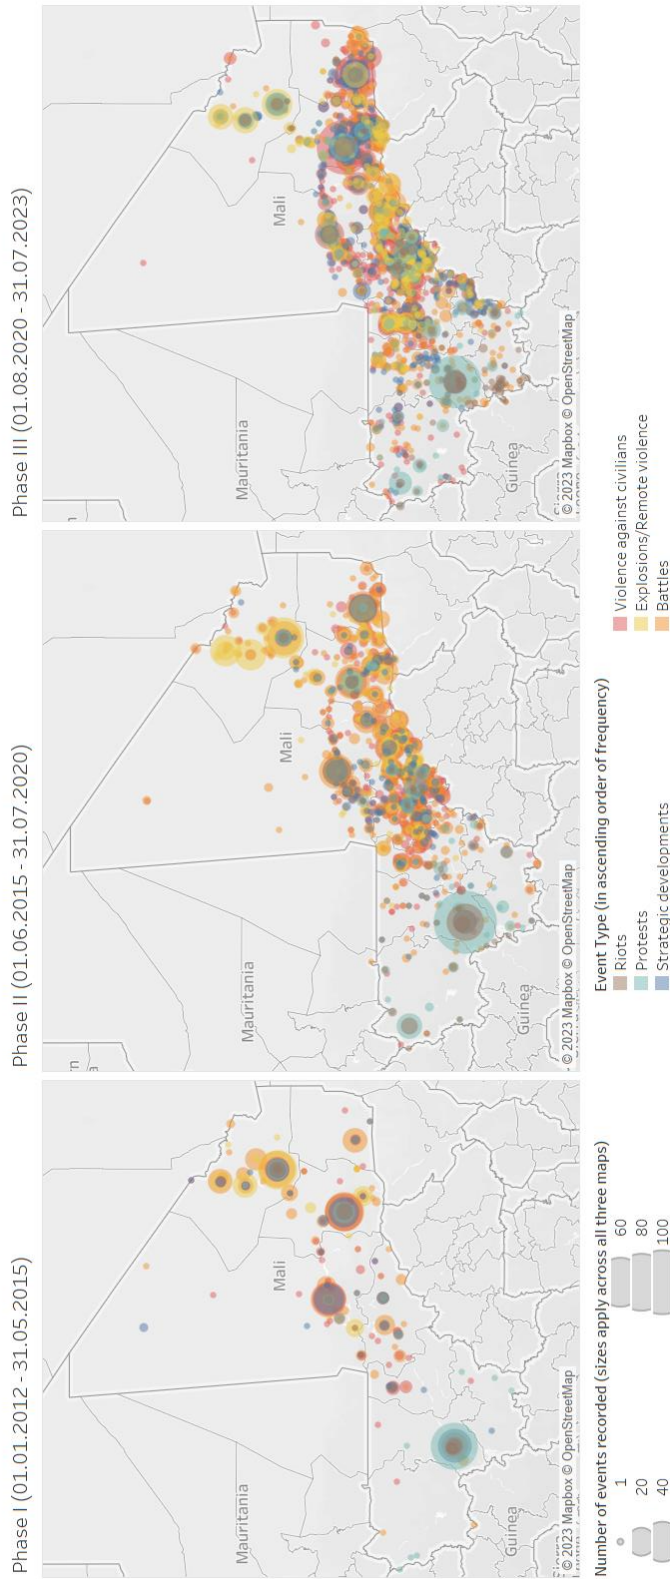 Phase I (01.01.2012 - 31.05.2015)
Mauritania
Mali
Guinea
© 2023 Mapbox © OpenStreetMap
Phase II (01.06.2015 - 31.07.2020)
Mauritania
Mali
Guinea
© 2023 Mapbox © OpenStreetMap
Phase III (01.08.2020 - 31.07.2023)
Mauritania
Mali
Guinea
© 2023 Mapbox © OpenStreetMap
Number of events recorded (sizes apply across all three maps)
1 60
20 80
40 100
Event Type (in ascending order of frequency)
Riots
Protests
Strategic developments
Violence against civilians
Explosions/Remote violence
Battles